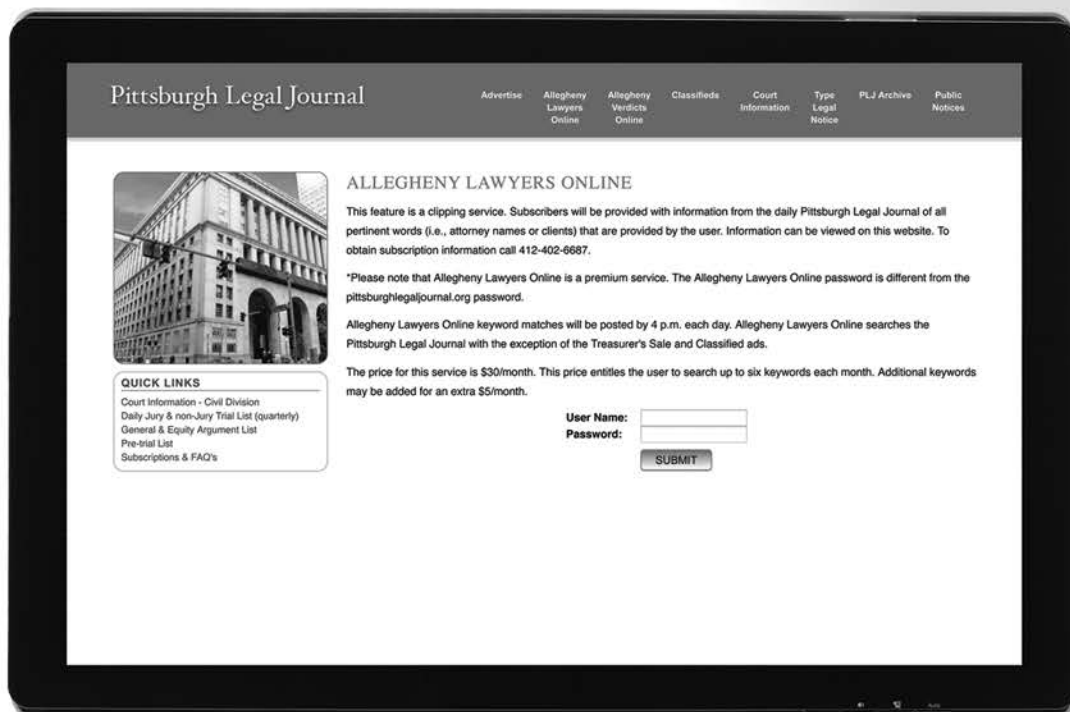 Pittsburgh Legal Journal
Advertise
Allegheny
Lawyers
Online
Allegheny
Verdicts
Online
Classifieds
Court
Information
Type
Legal
Notice
PLJ Archive
Public
Notices
ALLEGHENY LAWYERS ONLINE
This feature is a clipping service. Subscribers will be provided with information from the daily Pittsburgh Legal Journal of all
pertinent words (i.e., attorney names or clients) that are provided by the user. Information can be viewed on this website. To
obtain subscription information call 412-402-6687.
*Please note that Allegheny Lawyers Online is a premium service. The Allegheny Lawyers Online password is different from the
pittsburghlegaljournal.org password.
Allegheny Lawyers Online keyword matches will be posted by 4 p.m. each day. Allegheny Lawyers Online searches the
Pittsburgh Legal Journal with the exception of the Treasurer's Sale and Classified ads.
The price for this service is $30/month. This price entitles the user to search up to six keywords each month. Additional keywords
may be added for an extra $5/month.
QUICK LINKS
Court Information - Civil Division
Daily Jury & non-Jury Trial List (quarterly)
General & Equity Argument List
Pre-trial List
Subscriptions & FAQ's
User Name:
Password:
SUBMIT